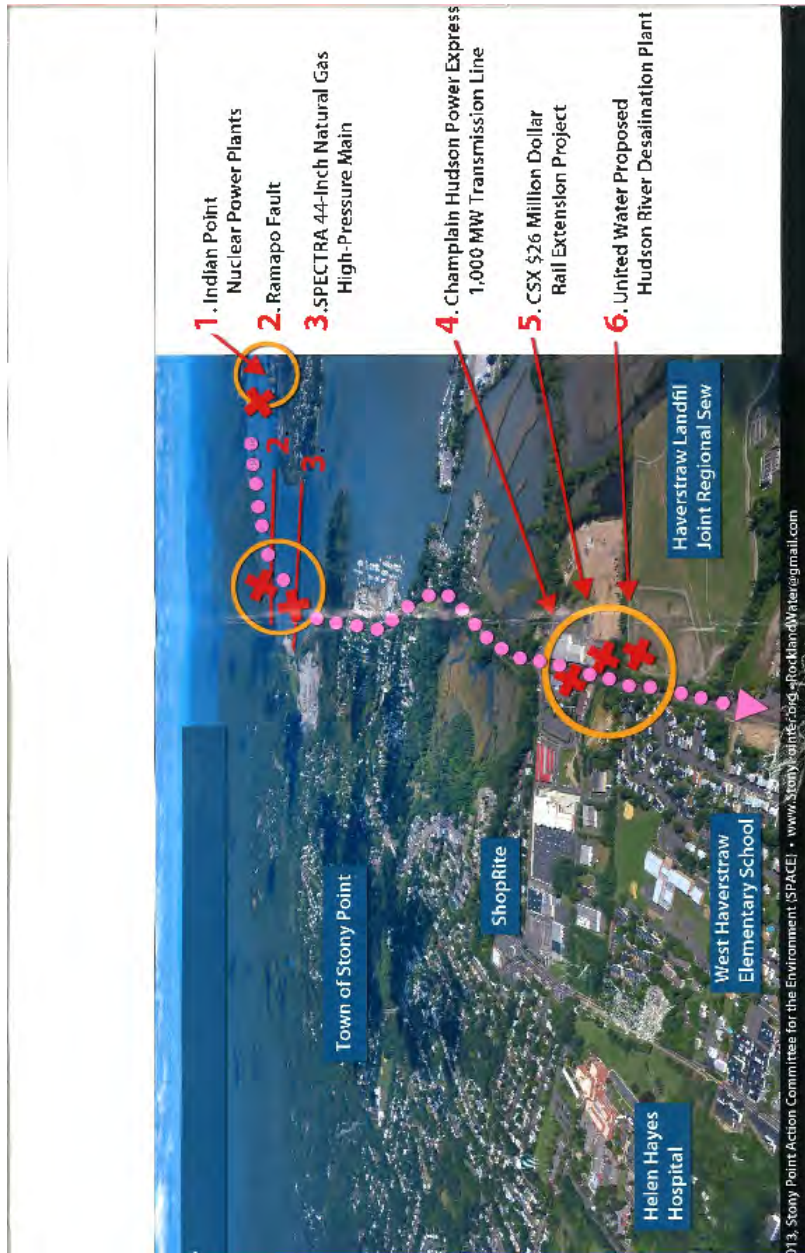 1. Indian Point
Nuclear Power Plants
2. Ramapo Fault
3. SPECTRA 44-Inch Natural Gas
High-Pressure Main
4. Champlain Hudson Power Express
1,000 MW Transmission Line
5. CSX $26 Million Dollar
Rail Extension Project
6. United Water Proposed
Hudson River Desalination Plant
2
3
Town of Stony Point
ShopRite
Haverstraw Landfil
Joint Regional Sew
West Haverstraw
Elementary School
Helen Hayes
Hospital
13, Stony Point Action Committee for the Environment (SPACE) • www.StonyPointer.org • RocklandWater@gmail.com